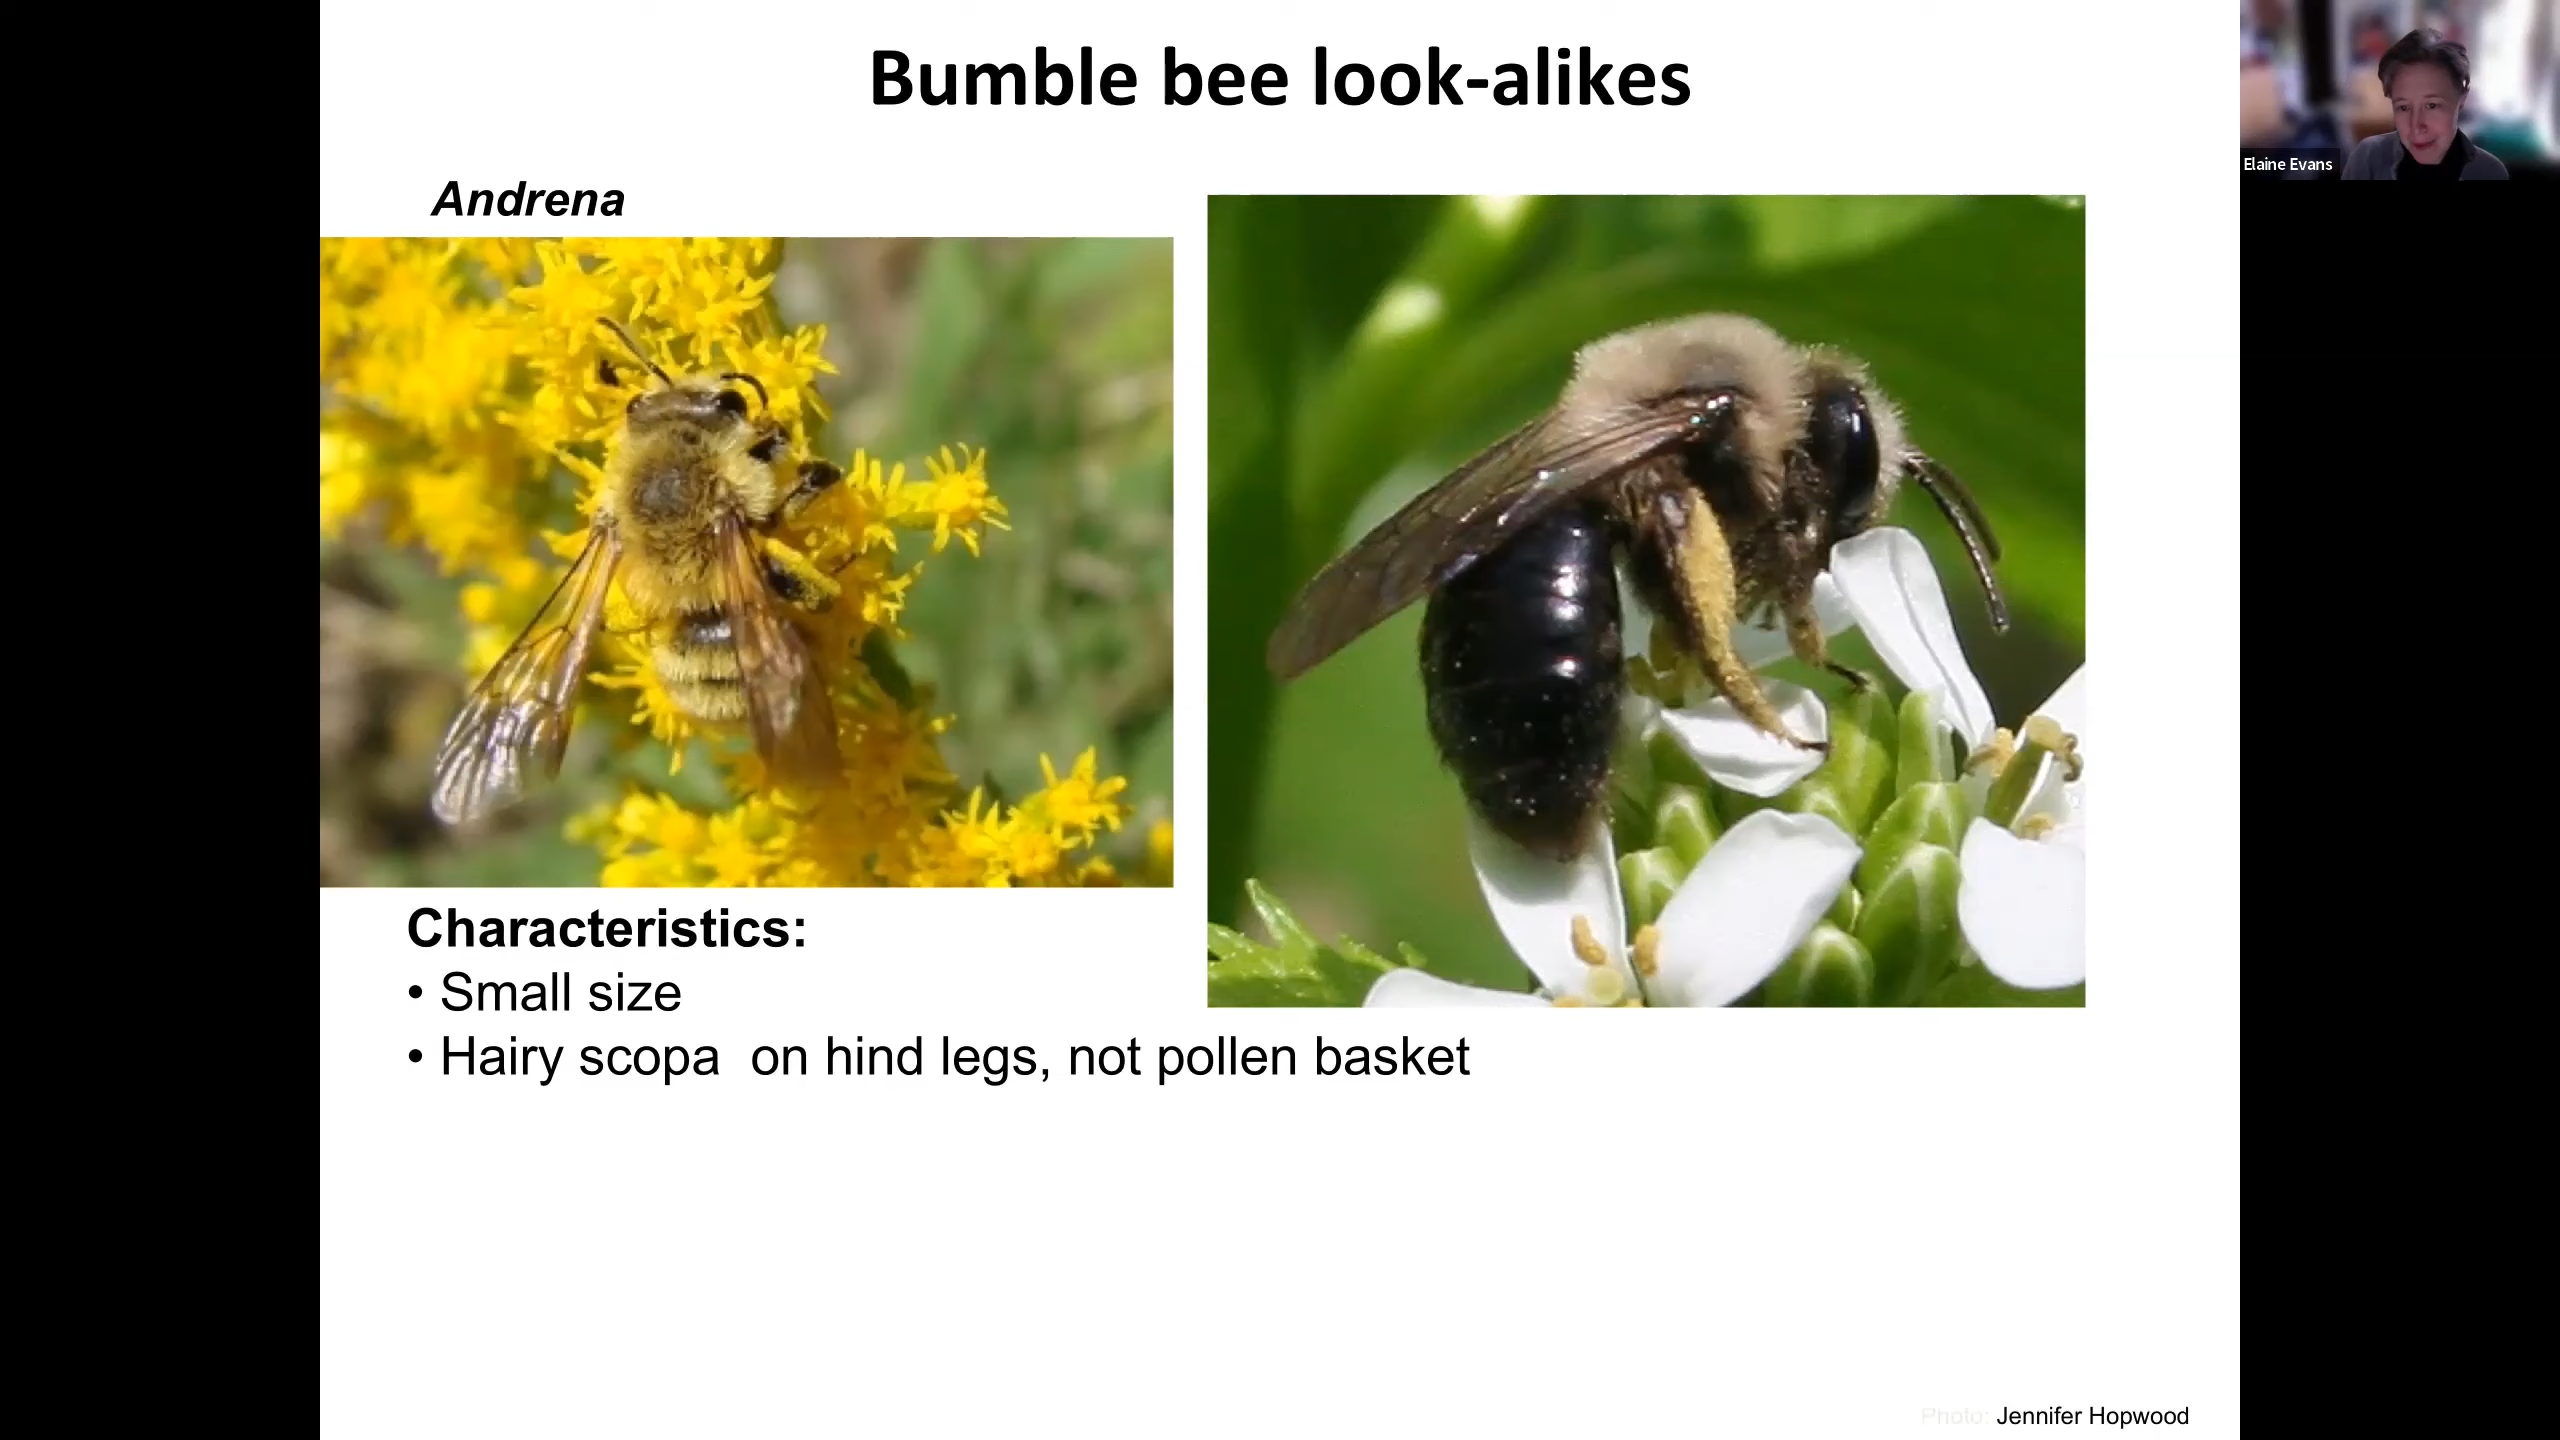 Bumble bee look-alikes
Elaine Evans
Andrena
Characteristics:
• Small size
• Hairy scopa  on hind legs, not pollen basket
Photo: Jennifer Hopwood